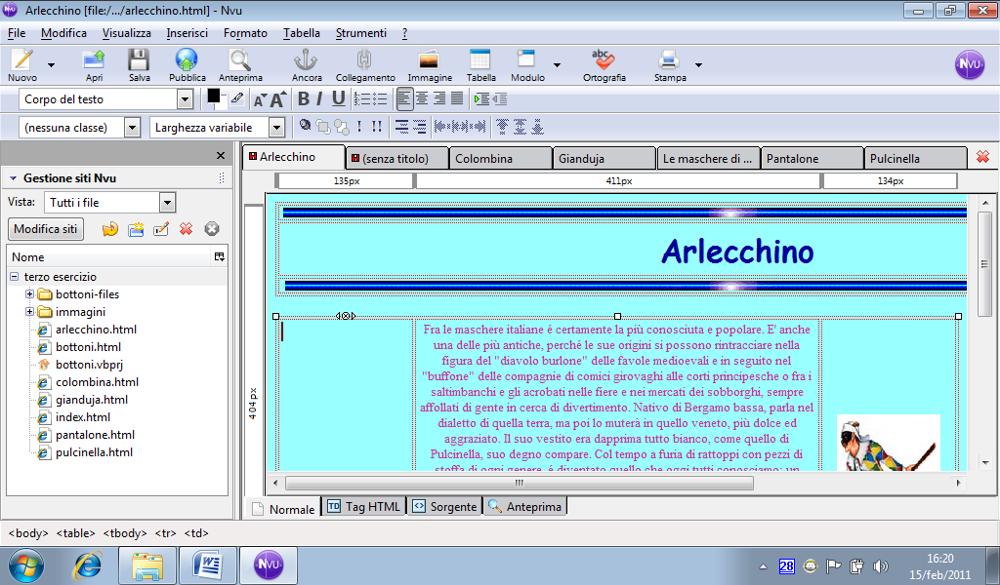 Arlecchino [file:/.../arlecchino.html] - Nvu
File Modifica Visualizza Inserisci Formato Tabella Strumenti ?
Nuovo Apri Salva Pubblica Anteprima Ancora Collegamento Immagine Tabella Modulo Ortografia Stampa
NVU
Corpo del testo
B I U
(nessuna classe) Larghezza variabile ! !!
Arlecchino (senza titolo) Colombina Gianduja Le maschere di ... Pantalone Pulcinella
Gestione siti Nvu
135px 411px 134px
Vista: Tutti i file
Modifica siti
Nome
terzo esercizio
bottoni-files
immagini
arlecchino.html
bottoni.html
bottoni.vbprj
colombina.html
gianduja.html
index.html
pantalone.html
pulcinella.html
404px
Arlecchino
Fra le maschere italiane é certamente la più conosciuta e popolare. E' anche
una delle più antiche, perché le sue origini si possono rintracciare nella
figura del "diavolo burlone" delle favole medioevali e in seguito nel
"buffone" delle compagnie di comici girovaghi alle corti principesche o fra i
saltimbanchi e gli acrobati nelle fiere e nei mercati dei sobborghi, sempre
affollati di gente in cerca di divertimento. Nativo di Bergamo bassa, parla nel
dialetto di quella terra, ma poi lo muterà in quello veneto, più dolce ed
aggraziato. Il suo vestito era dapprima tutto bianco, come quello di
Pulcinella, suo degno compare. Col tempo a furia di rattoppi con pezzi di
stoffa di ogni genere, é diventato quello che oggi tutti conosciamo: un
Normale Tag HTML Sorgente Anteprima
<body> <table> <tbody> <tr> <td>
28
16:20
15/feb/2011